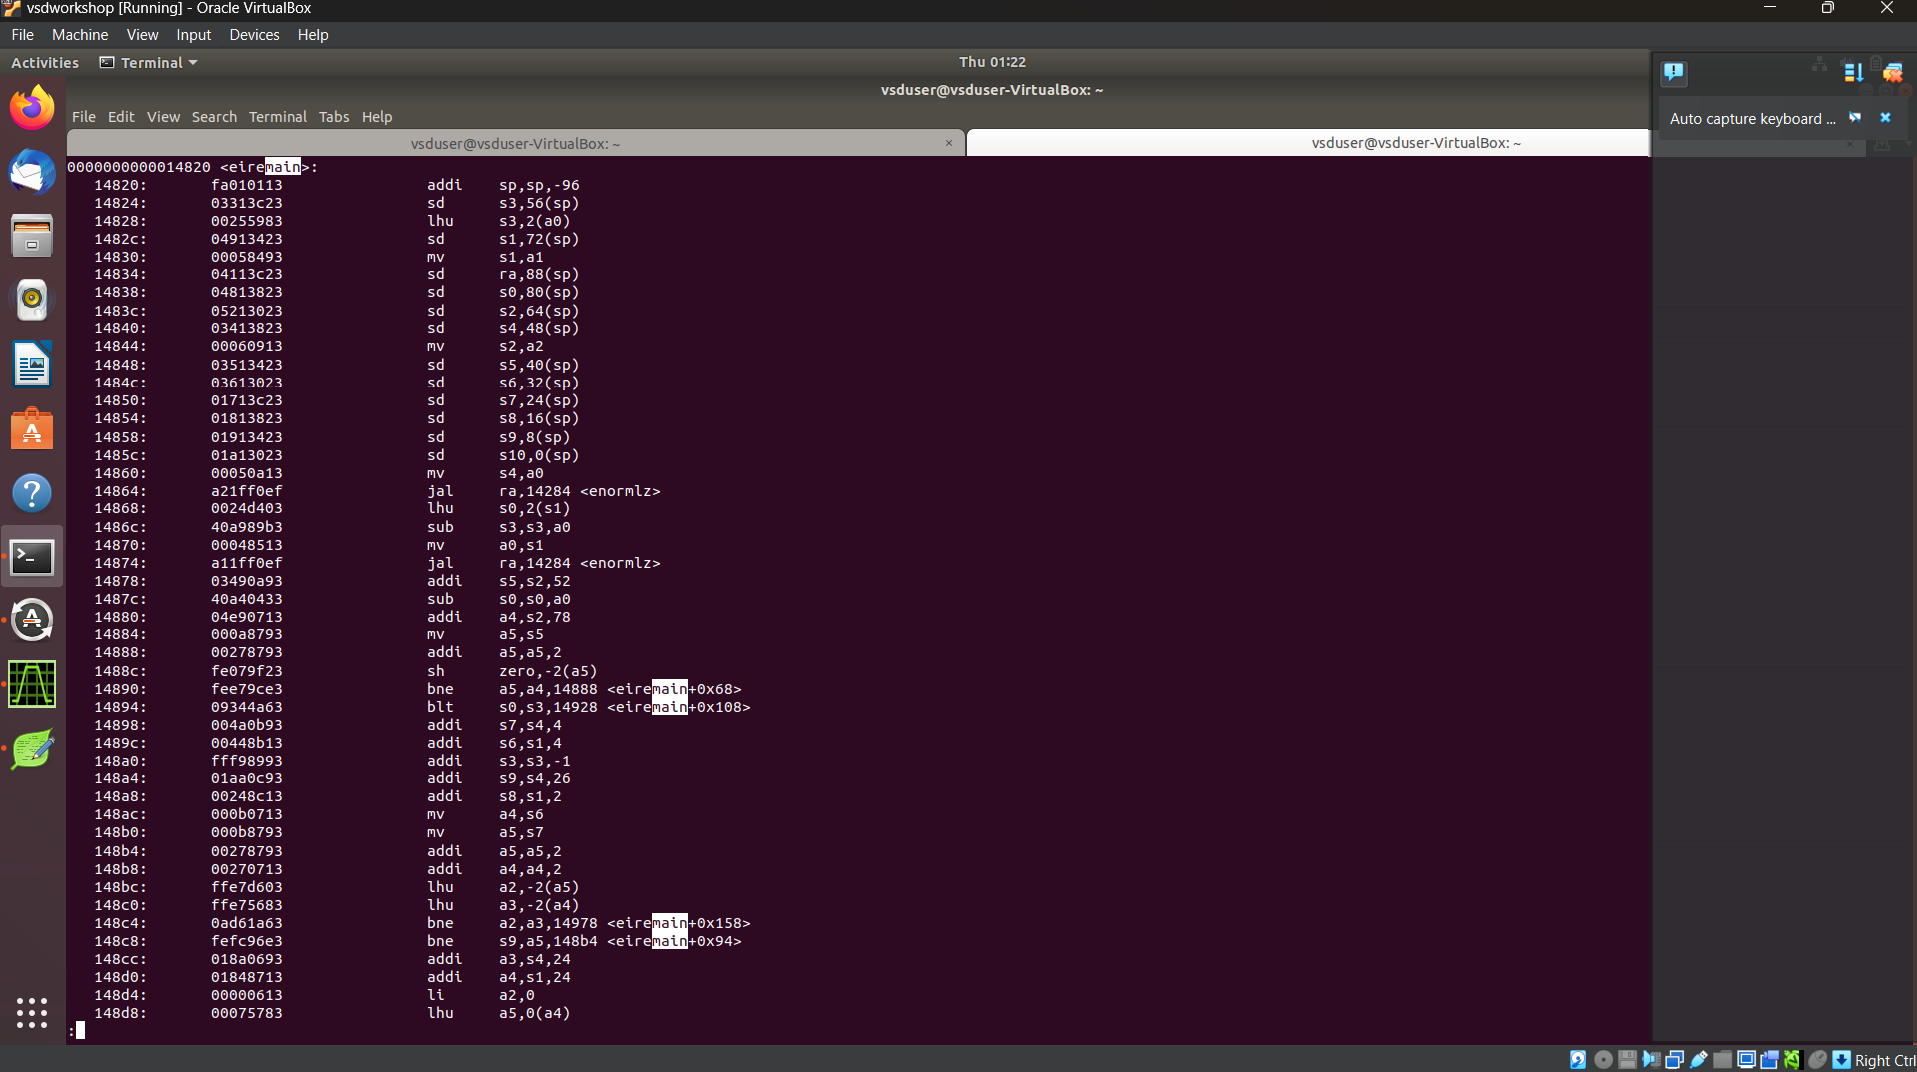 vsdworkshop [Running] - Oracle VirtualBox
File Machine View Input Devices Help
Activities Terminal Thu 01:22
vsduser@vsduser-VirtualBox: ~
File Edit View Search Terminal Tabs Help
Auto capture keyboard ...
vsduser@vsduser-VirtualBox: ~ × vsduser@vsduser-VirtualBox: ~
0000000000014820 <eiremain>:
14820: fa010113 addi sp,sp,-96
14824: 03313c23 sd s3,56(sp)
14828: 00255983 lhu s3,2(a0)
1482c: 04913423 sd s1,72(sp)
14830: 00058493 mv s1,a1
14834: 04113c23 sd ra,88(sp)
14838: 04813823 sd s0,80(sp)
1483c: 05213023 sd s2,64(sp)
14840: 03413823 sd s4,48(sp)
14844: 00060913 mv s2,a2
14848: 03513423 sd s5,40(sp)
1484c: 03613023 sd s6,32(sp)
14850: 01713c23 sd s7,24(sp)
14854: 01813823 sd s8,16(sp)
14858: 01913423 sd s9,8(sp)
1485c: 01a13023 sd s10,0(sp)
14860: 00050a13 mv s4,a0
14864: a21ff0ef jal ra,14284 <enormlz>
14868: 0024d403 lhu s0,2(s1)
1486c: 40a989b3 sub s3,s3,a0
14870: 00048513 mv a0,s1
14874: a11ff0ef jal ra,14284 <enormlz>
14878: 03490a93 addi s5,s2,52
1487c: 40a40433 sub s0,s0,a0
14880: 04e90713 addi a4,s2,78
14884: 000a8793 mv a5,s5
14888: 00278793 addi a5,a5,2
1488c: fe079f23 sh zero,-2(a5)
14890: fee79ce3 bne a5,a4,14888 <eiremain+0x68>
14894: 09344a63 blt s0,s3,14928 <eiremain+0x108>
14898: 004a0b93 addi s7,s4,4
1489c: 00448b13 addi s6,s1,4
148a0: fff98993 addi s3,s3,-1
148a4: 01aa0c93 addi s9,s4,26
148a8: 00248c13 addi s8,s1,2
148ac: 000b0713 mv a4,s6
148b0: 000b8793 mv a5,s7
148b4: 00278793 addi a5,a5,2
148b8: 00270713 addi a4,a4,2
148bc: ffe7d603 lhu a2,-2(a5)
148c0: ffe75683 lhu a3,-2(a4)
148c4: 0ad61a63 bne a2,a3,14978 <eiremain+0x158>
148c8: fefc96e3 bne s9,a5,148b4 <eiremain+0x94>
148cc: 018a0693 addi a3,s4,24
148d0: 01848713 addi a4,s1,24
148d4: 00000613 li a2,0
148d8: 00075783 lhu a5,0(a4)
:
Right Ctrl